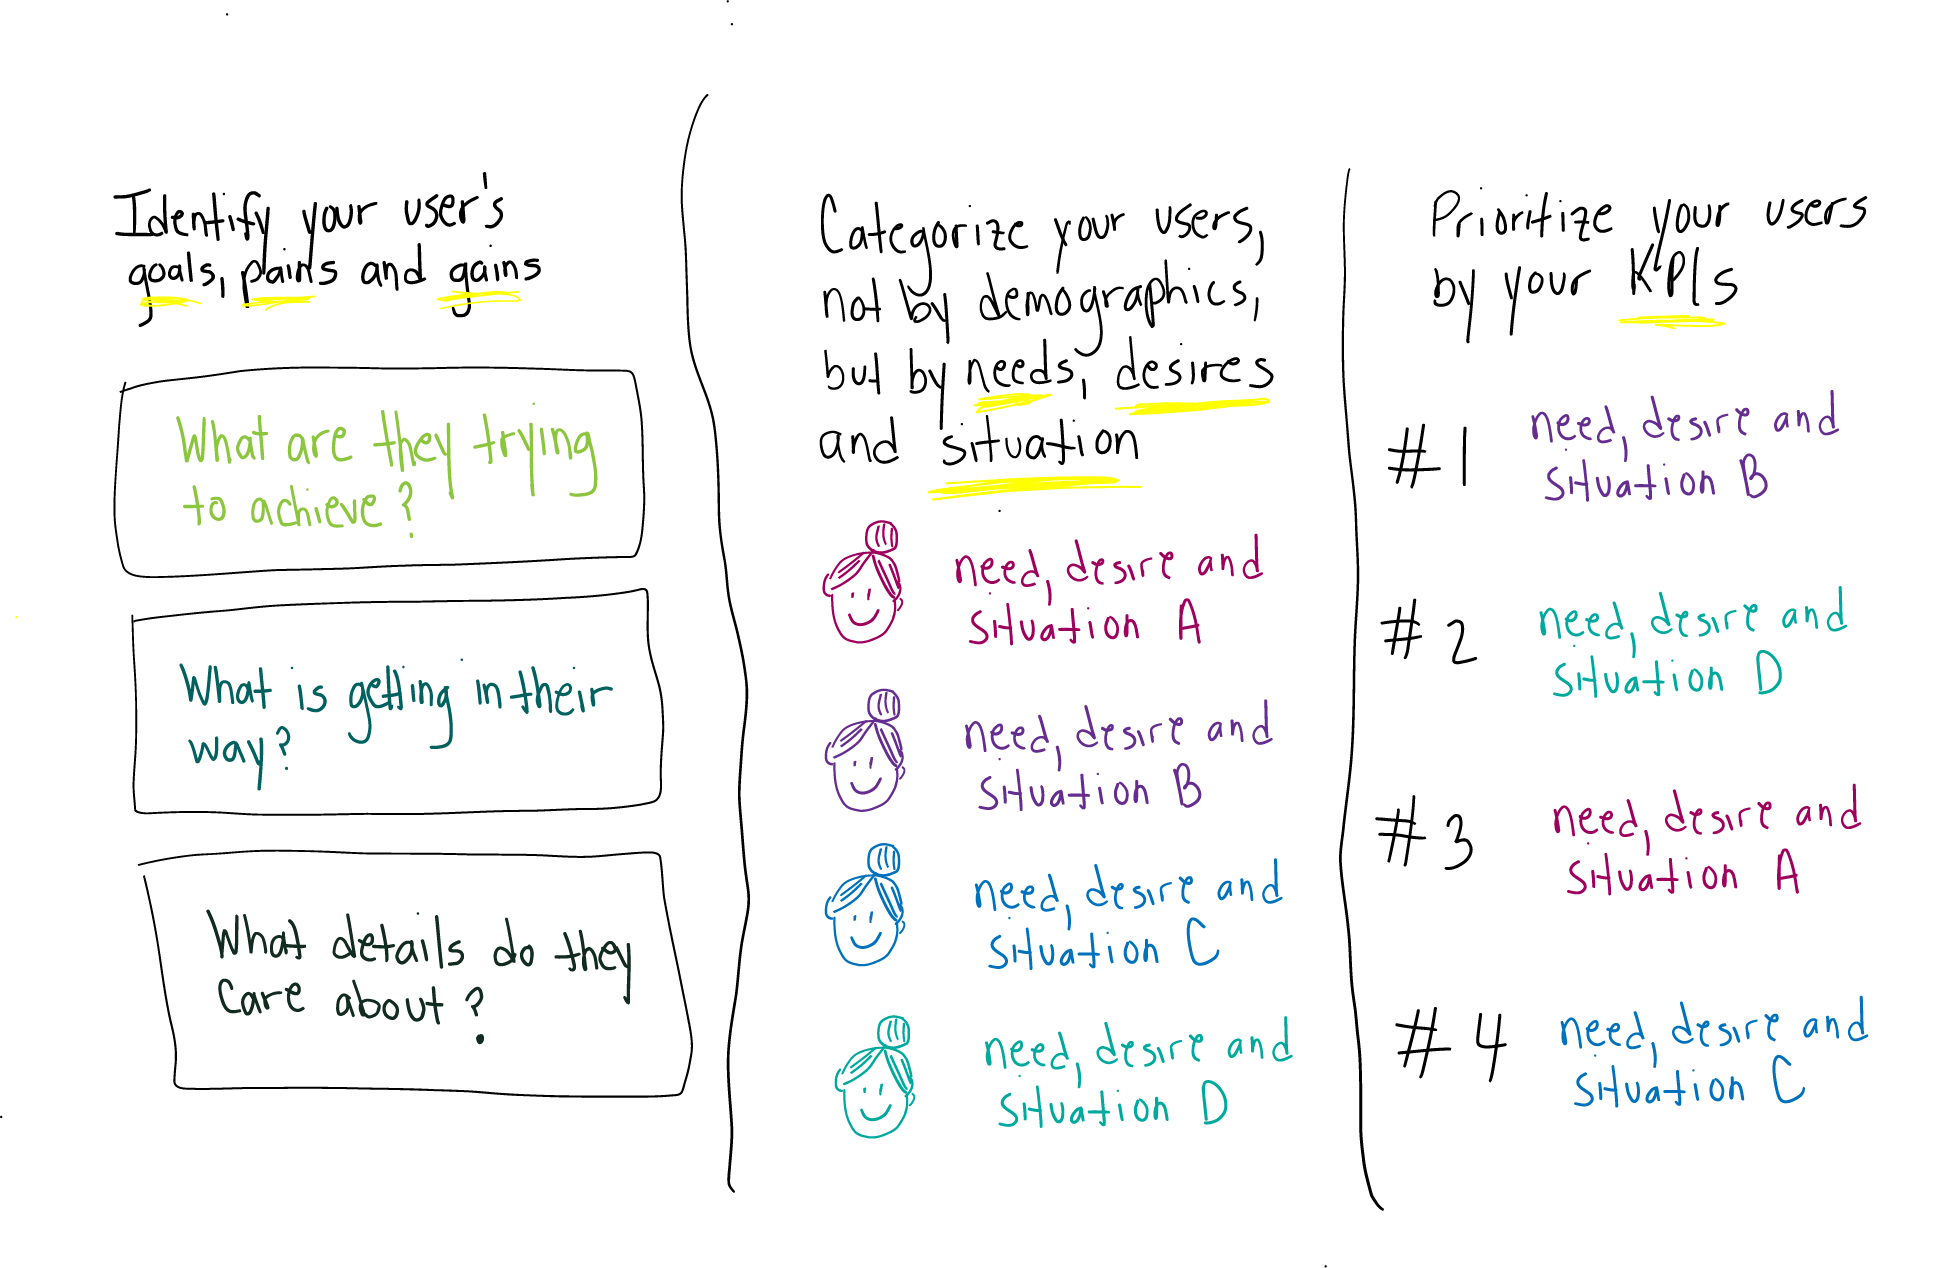 Identify your user's
goals, pains and gains
What are they trying
to achieve?
What is getting in their
way?
What details do they
care about?
Categorize your users,
not by demographics,
but by needs, desires
and situation
need, desire and
situation A
need, desire and
situation B
need, desire and
situation C
need, desire and
situation D
Prioritize your users
by your KPIs
#1 need, desire and
situation B
#2 need, desire and
situation D
#3 need, desire and
situation A
#4 need, desire and
situation C